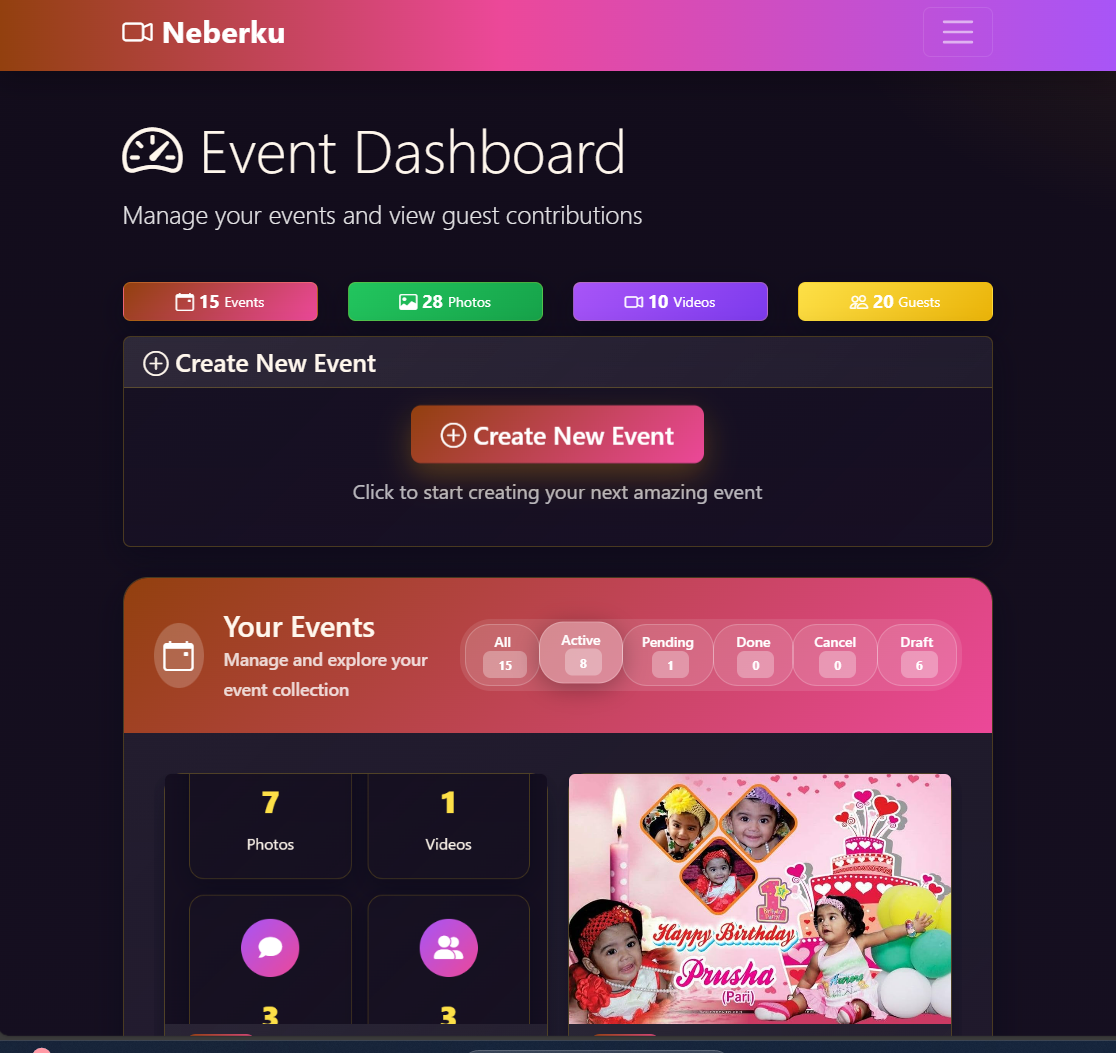 Neberku
Event Dashboard
Manage your events and view guest contributions
15 Events
28 Photos
10 Videos
20 Guests
Create New Event
Create New Event
Click to start creating your next amazing event
Your Events
Manage and explore your
event collection
All
15
Active
8
Pending
1
Done
0
Cancel
0
Draft
6
7
Photos
1
Videos
3
3
1st
Happy Birthday
Prusha
(Pari)